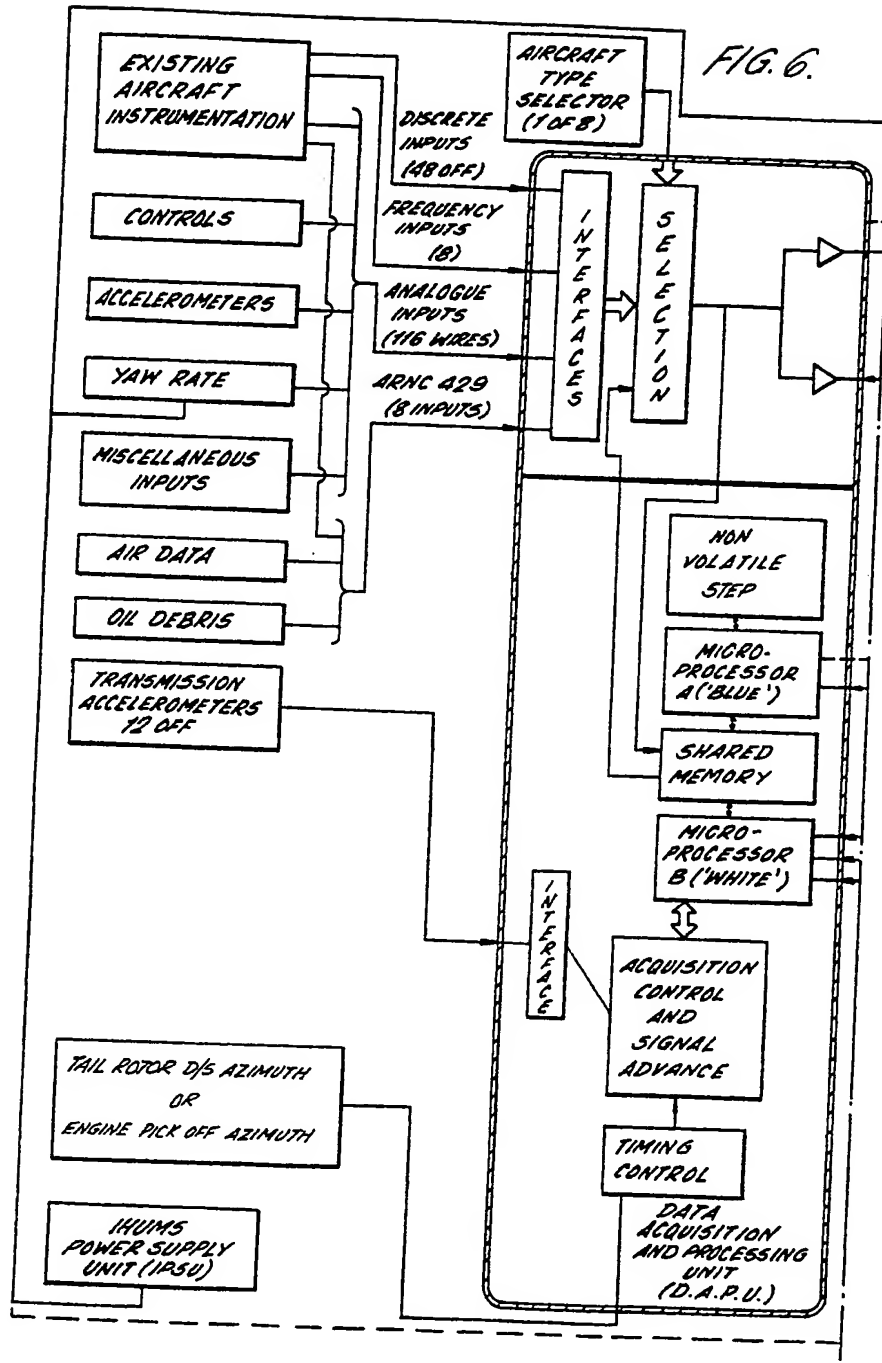 FIG. 6.
EXISTING
AIRCRAFT
INSTRUMENTATION
CONTROLS
ACCELEROMETERS
YAW RATE
MISCELLANEOUS
INPUTS
AIR DATA
OIL DEBRIS
TRANSMISSION
ACCELEROMETERS
12 OFF
TAIL ROTOR D/S AZIMUTH
OR
ENGINE PICK OFF AZIMUTH
IHUMS
POWER SUPPLY
UNIT (IPSU)
DISCRETE
INPUTS
(48 OFF)
FREQUENCY
INPUTS
(8)
ANALOGUE
INPUTS
(116 WIRES)
ARNC 429
(8 INPUTS)
AIRCRAFT
TYPE
SELECTOR
(1 OF 8)
INTERFACES
SELLECTION
NON
VOLATILE
STEP
MICRO-
PROCESSOR
A ('BLUE')
SHARED
MEMORY
MICRO-
PROCESSOR
B ('WHITE')
INTERFACE
ACQUISITION
CONTROL
AND
SIGNAL
ADVANCE
TIMING
CONTROL
DATA
ACQUISITION
AND PROCESSING
UNIT
(D.A.P.U.)